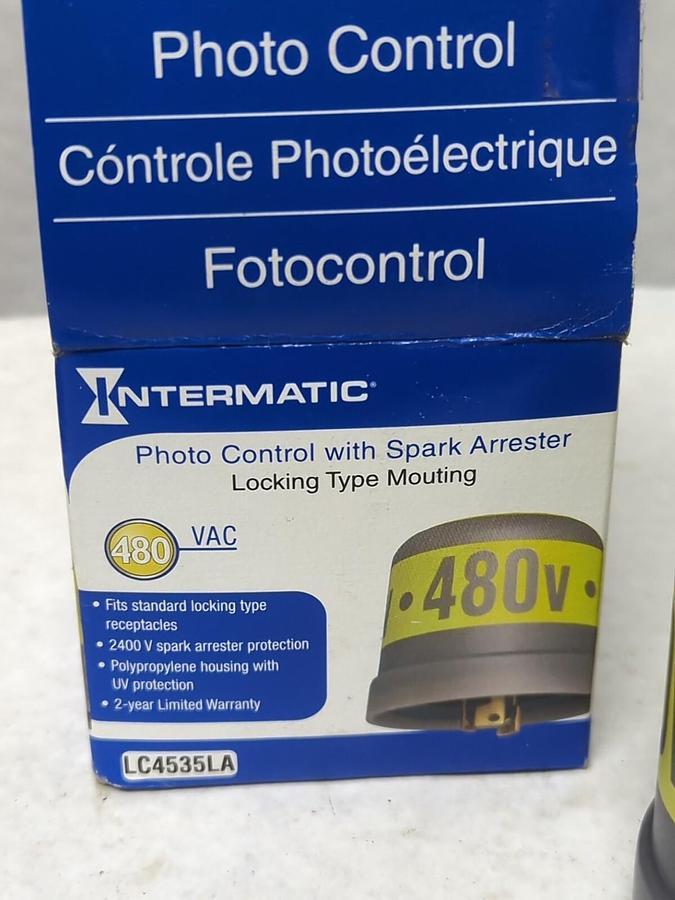 Photo Control
Cóntrole Photoélectrique
Fotocontrol
INTERMATIC®
Photo Control with Spark Arrester
Locking Type Mouting
480 VAC
• Fits standard locking type
receptacles
• 2400 V spark arrester protection
• Polypropylene housing with
UV protection
• 2-year Limited Warranty
• 480v •
LC4535LA